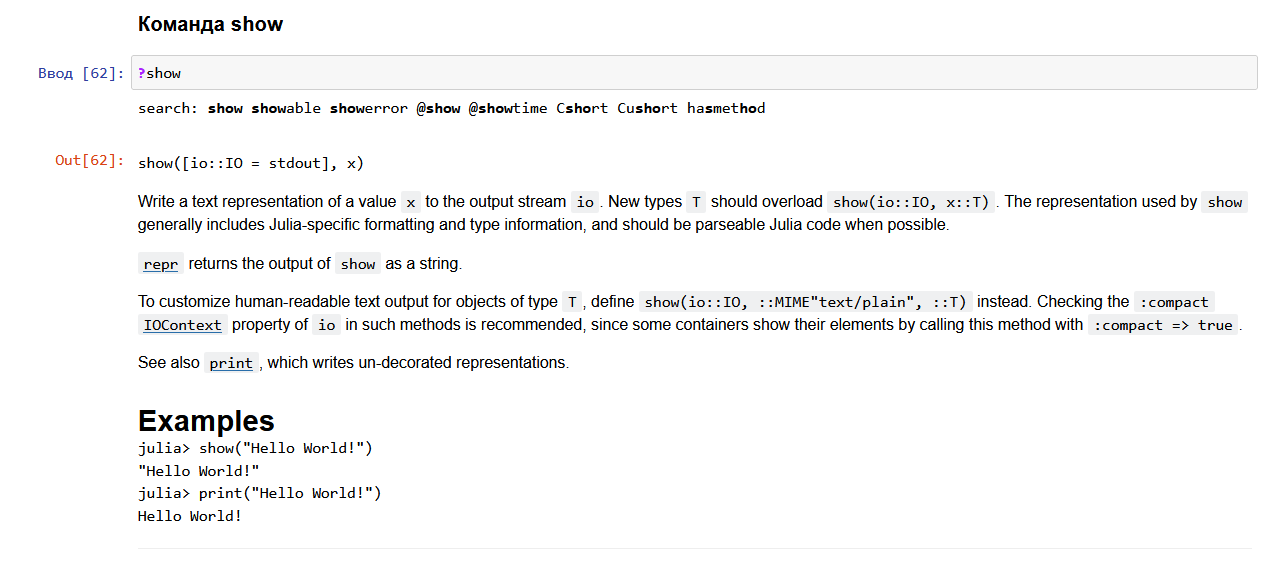 Команда show
Ввод [62]: ?show
search: show showable showerror @show @showtime Cshort Cushort hasmethod
Out[62]: show([io::IO = stdout], x)
Write a text representation of a value x to the output stream io . New types T should overload show(io::IO, x::T) . The representation used by show
generally includes Julia-specific formatting and type information, and should be parseable Julia code when possible.
repr returns the output of show as a string.
To customize human-readable text output for objects of type T , define show(io::IO, ::MIME"text/plain", ::T) instead. Checking the :compact
IOContext property of io in such methods is recommended, since some containers show their elements by calling this method with :compact => true .
See also print , which writes un-decorated representations.
Examples
julia> show("Hello World!")
"Hello World!"
julia> print("Hello World!")
Hello World!